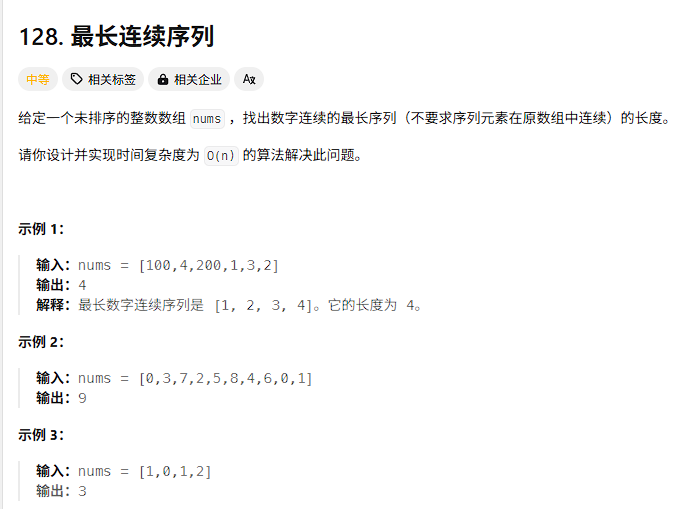 128. 最长连续序列
中等 相关标签 相关企业 Aх
给定一个未排序的整数数组 nums ，找出数字连续的最长序列（不要求序列元素在原数组中连续）的长度。
请你设计并实现时间复杂度为 O(n) 的算法解决此问题。
示例 1：
输入：nums = [100,4,200,1,3,2]
输出：4
解释：最长数字连续序列是 [1, 2, 3, 4]。它的长度为 4。
示例 2：
输入：nums = [0,3,7,2,5,8,4,6,0,1]
输出：9
示例 3：
输入：nums = [1,0,1,2]
输出：3